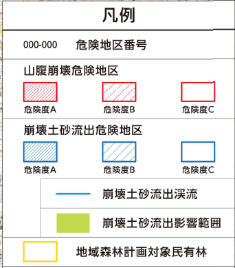 凡例
000-000 危険地区番号
山腹崩壊危険地区
危険度A 危険度B 危険度C
崩壊土砂流出危険地区
危険度A 危険度B 危険度C
崩壊土砂流出渓流
崩壊土砂流出影響範囲
地域森林計画対象民有林